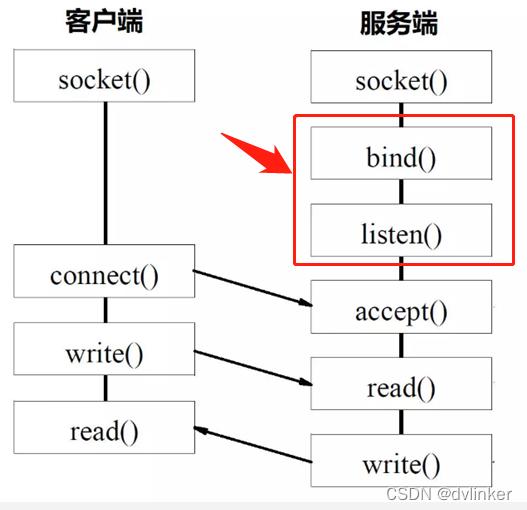 客户端
socket()
connect()
write()
read()
服务端
socket()
bind()
listen()
accept()
read()
write()
CSDN @dvlinker